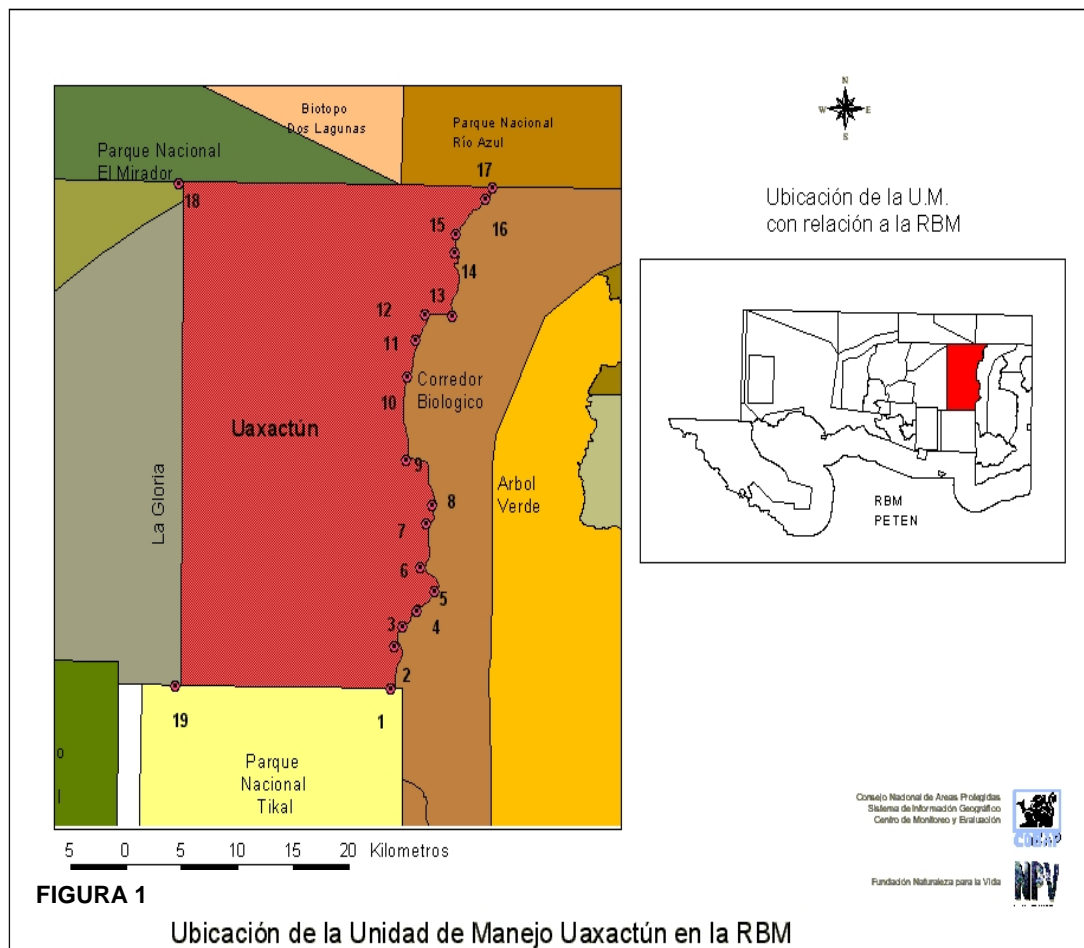 Biotopo
Dos Lagunas
Parque Nacional
Río Azul
Parque Nacional
El Mirador
17
18
16
15
14
13
12
11
10
Corredor
Biologico
Uaxactún
9
La Gloria
Arbol
Verde
8
7
6
5
4
3
2
1
19
Parque
Nacional
Tikal
o
l
N
W E
S
Ubicación de la U.M.
con relación a la RBM
RBM
PETEN
5 0 5 10 15 20 Kilometros
Consejo Nacional de Areas Protegidas
Sistema de Información Geográfico
Centro de Monitoreo y Evaluación
Fundación Naturaleza para la Vida
NPV
FIGURA 1
Ubicación de la Unidad de Manejo Uaxactún en la RBM